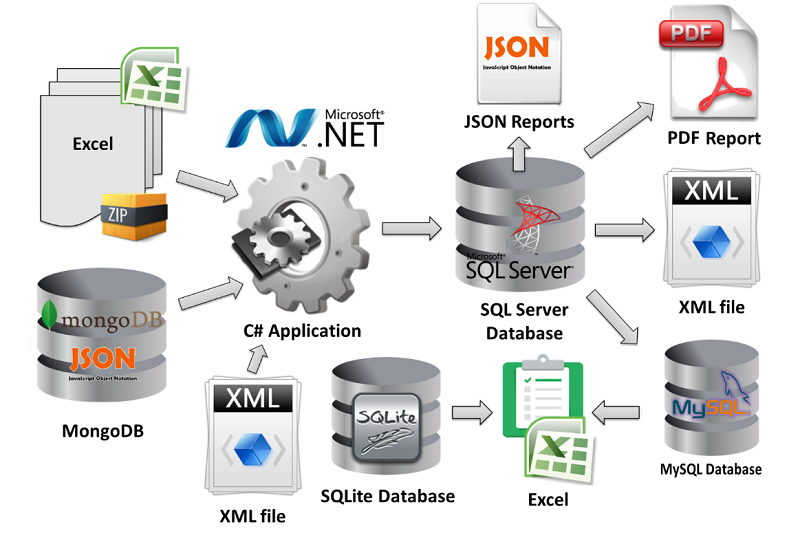 JSON
JavaScript Object Notation
JSON Reports
PDF
PDF Report
Excel
ZIP
Microsoft®
.NET
™
C# Application
Microsoft®
SQL Server®
SQL Server
Database
XML
XML file
mongoDB
JSON
JavaScript Object Notation
MongoDB
XML
XML file
SQLite
SQLite Database
Excel
MySQL
MySQL Database